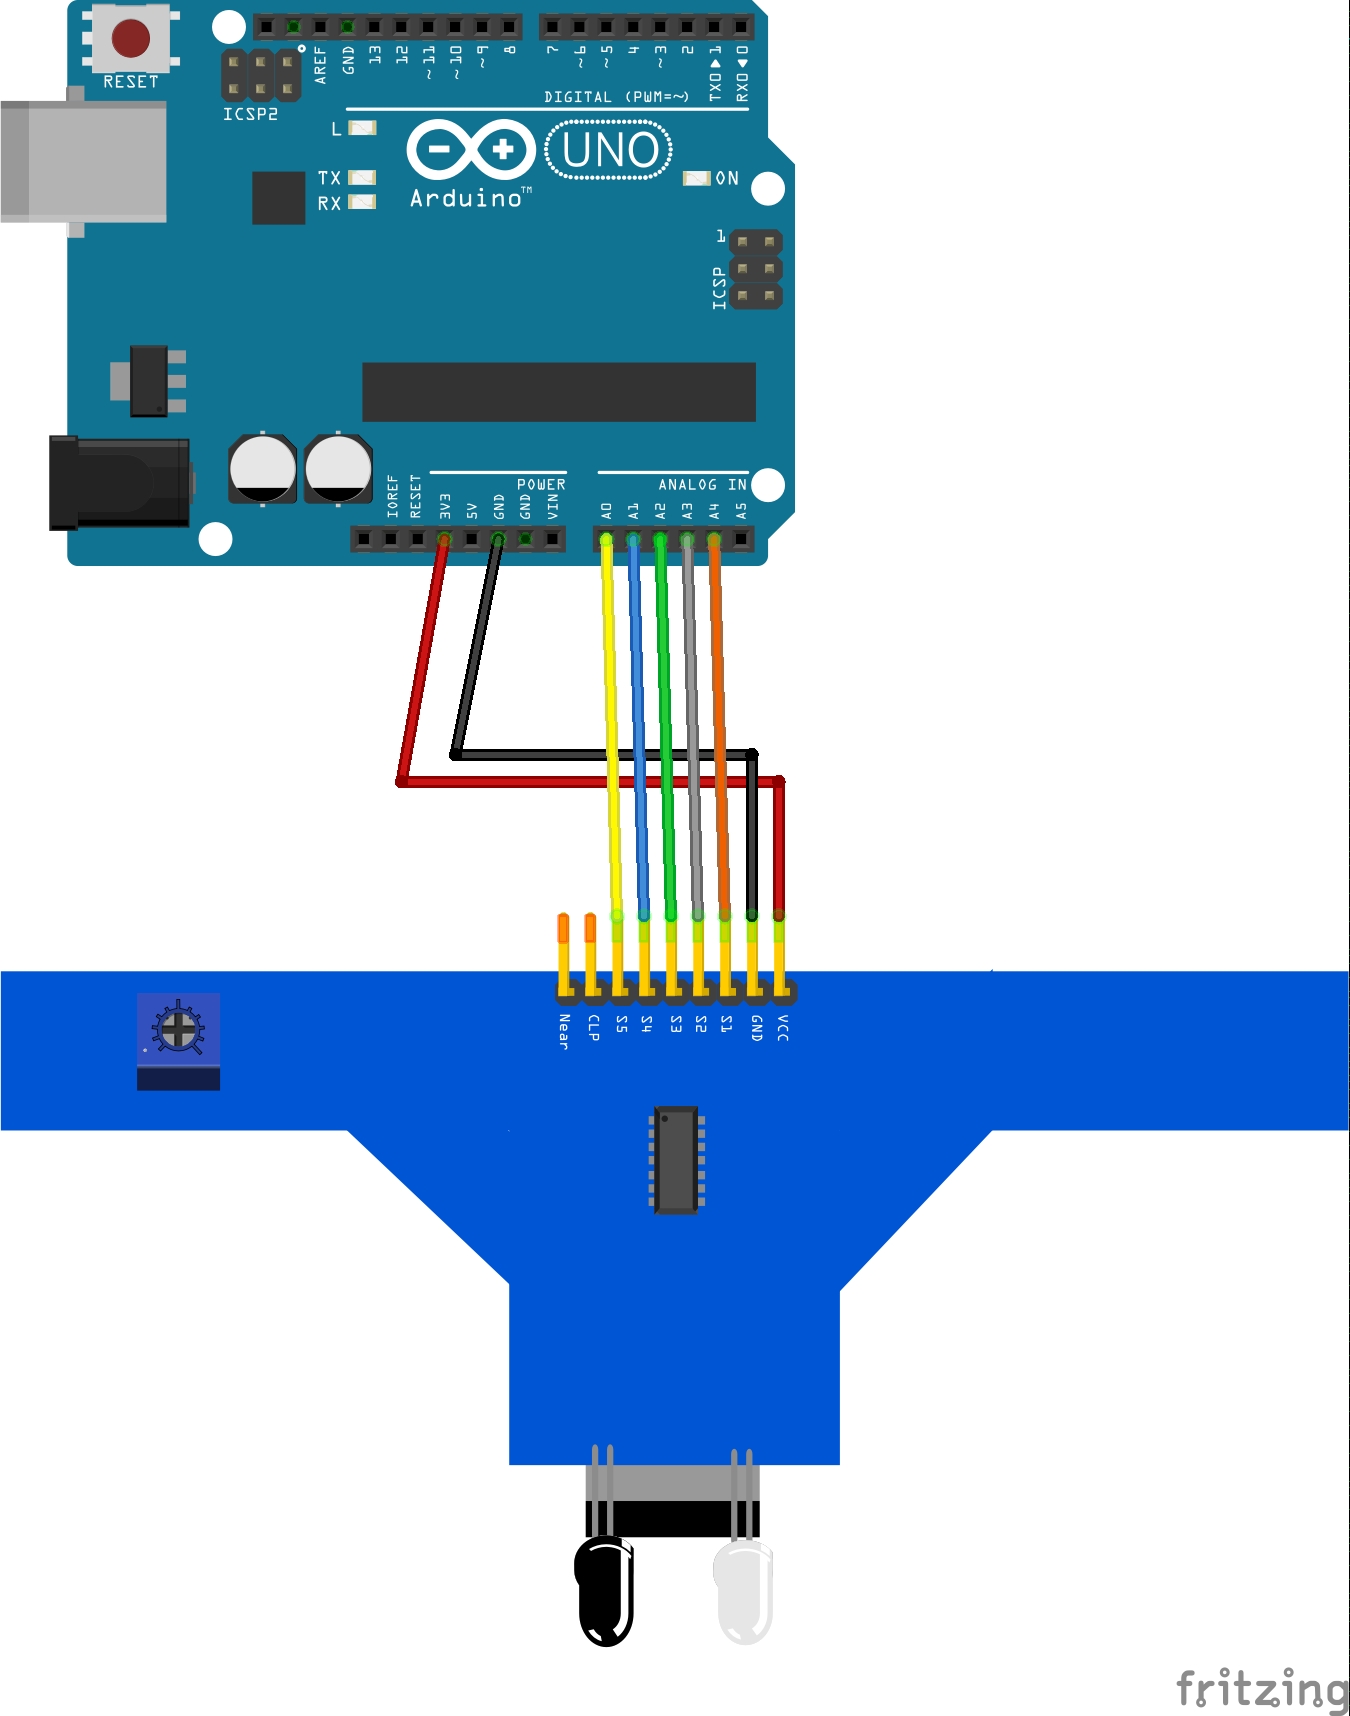 RESET
ICSP2
AREF
GND
13
12
~11
~10
~9
8
7
~6
~5
4
~3
2
TX0▶1
RX0◀0
DIGITAL (PWM=~)
L
TX
RX
Arduino™
UNO
ON
1
ICSP
IOREF
RESET
3V3
5V
GND
GND
VIN
POWER
ANALOG IN
A0
A1
A2
A3
A4
A5
Near
CLP
S5
S4
S3
S2
S1
GND
VCC
fritzing